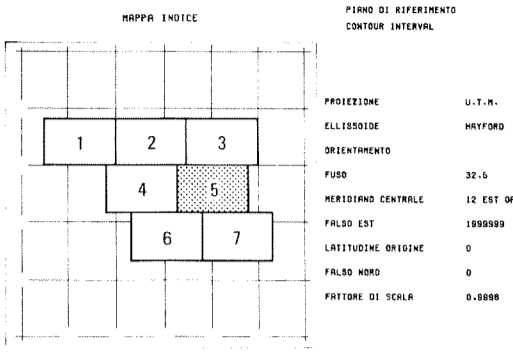 MAPPA INDICE
PIANO DI RIFERIMENTO
CONTOUR INTERVAL
1 2 3
4 5
6 7
PROIEZIONE U.T.M.
ELLISSOIDE HAYFORD
ORIENTAMENTO
FUSO 32.5
MERIDIANO CENTRALE 12 EST
FALSO EST 1999999
LATITUDINE ORIGINE 0
FALSO NORD 0
FATTORE DI SCALA 0.9998